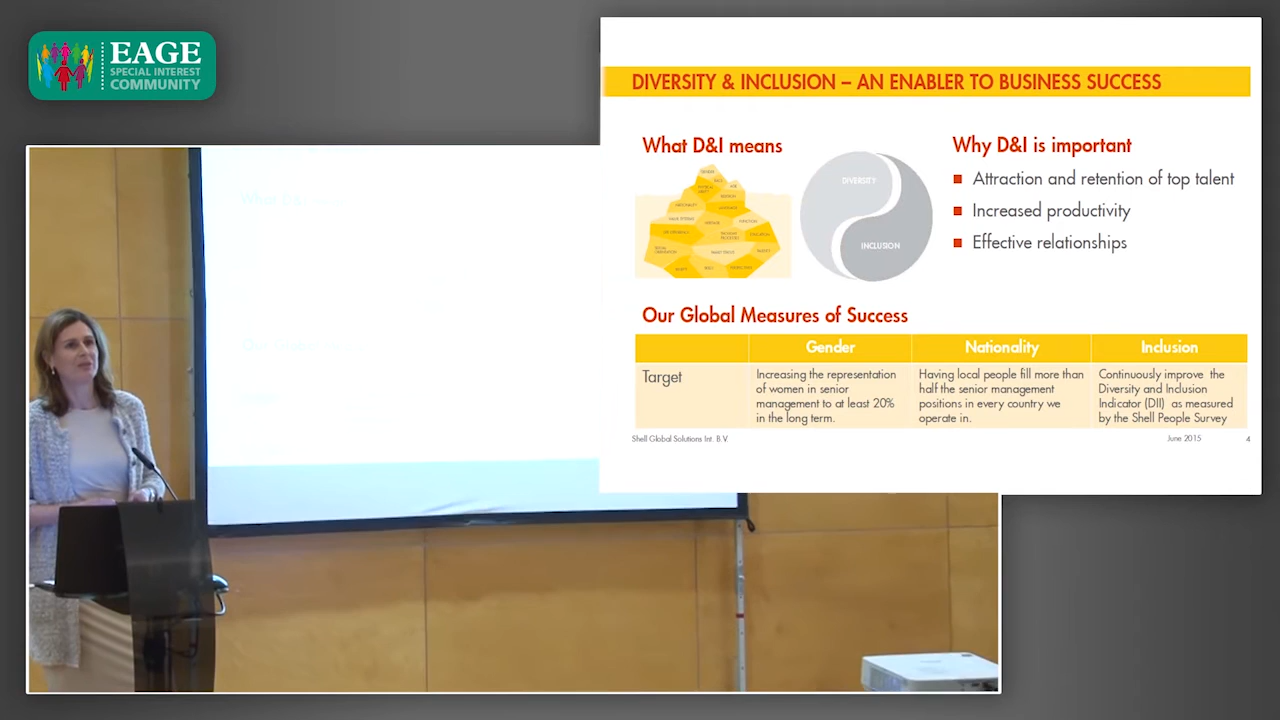 EAGE
SPECIAL INTEREST
COMMUNITY
DIVERSITY & INCLUSION – AN ENABLER TO BUSINESS SUCCESS
What D&I means
DIVERSITY
INCLUSION
Why D&I is important
Attraction and retention of top talent
Increased productivity
Effective relationships
Our Global Measures of Success
Gender Nationality Inclusion
Target
Increasing the representation
of women in senior
management to at least 20%
in the long term.
Having local people fill more than
half the senior management
positions in every country we
operate in.
Continuously improve the
Diversity and Inclusion
Indicator (DII) as measured
by the Shell People Survey
Shell Global Solutions Int. B.V.
June 2015
4